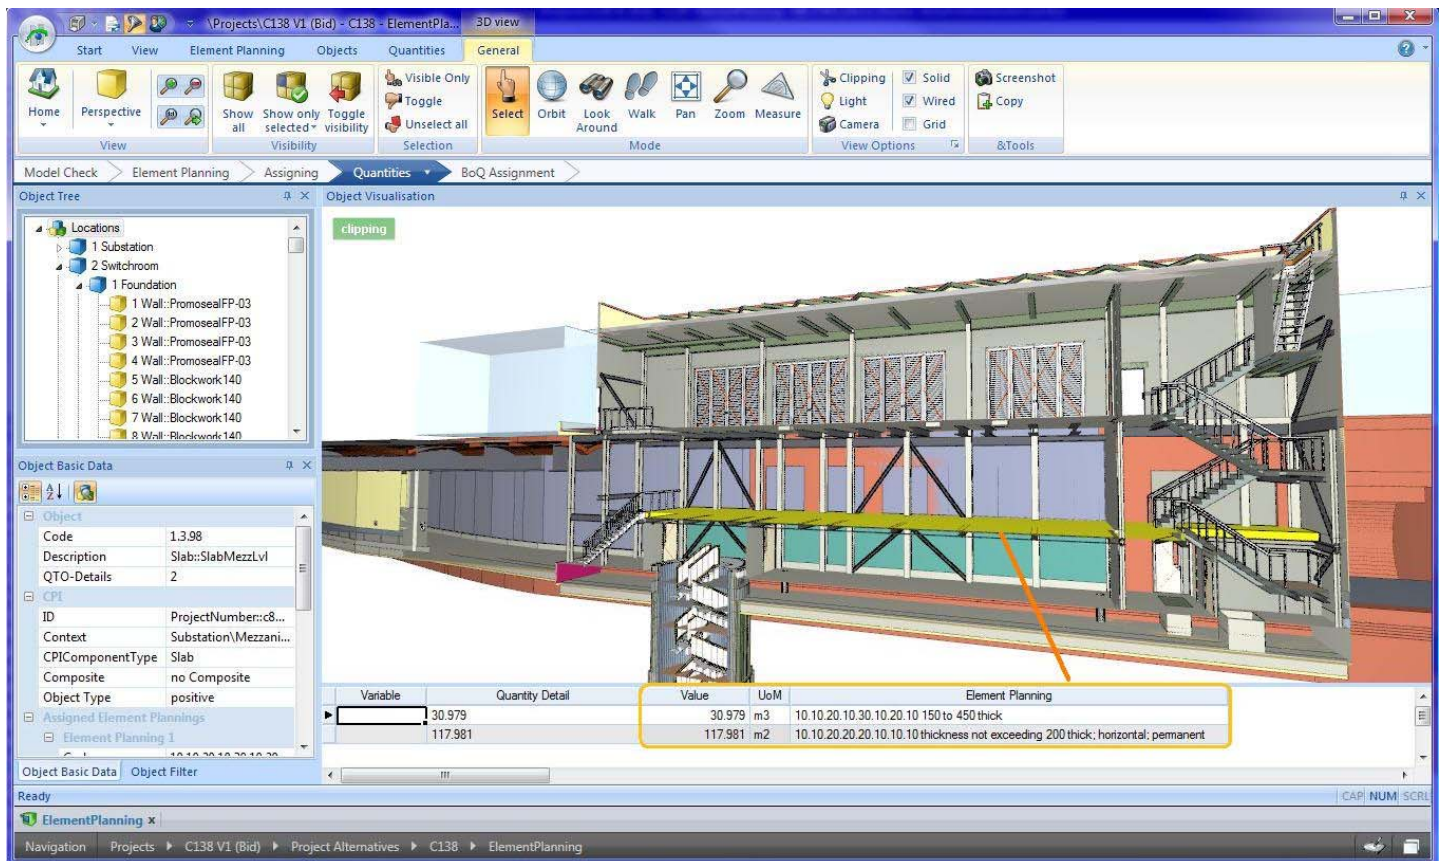 \Projects\C138 V1 (Bid) - C138 - ElementPla... 3D view
Start View Element Planning Objects Quantities General
Home Perspective Show all Show only selected Toggle visibility
Visible Only
Toggle
Unselect all
Select Orbit Look Around Walk Pan Zoom Measure
Clipping Solid Screenshot
Light Wired Copy
Camera Grid
View Visibility Selection Mode View Options &Tools
Model Check Element Planning Assigning Quantities BoQ Assignment
Object Tree
Locations
1 Substation
2 Switchroom
1 Foundation
1 Wall::PromosealFP-03
2 Wall::PromosealFP-03
3 Wall::PromosealFP-03
4 Wall::PromosealFP-03
5 Wall::Blockwork140
6 Wall::Blockwork140
7 Wall::Blockwork140
8 Wall::Blockwork140
Object Basic Data
Object
Code 1.3.98
Description Slab::SlabMezzLvl
QTO-Details 2
CPI
ID ProjectNumber::c8...
Context Substation\Mezzani...
CPIComponentType Slab
Composite no Composite
Object Type positive
Assigned Element Plannings
Element Planning 1
Object Basic Data Object Filter
Object Visualisation
clipping
Variable Quantity Detail Value UoM Element Planning
30.979 30.979 m3 10.10.20.10.30.10.20.10 150 to 450 thick
117.981 117.981 m2 10.10.20.20.20.10.10.10 thickness not exceeding 200 thick; horizontal; permanent
Ready CAP NUM SCRL
ElementPlanning x
Navigation Projects C138 V1 (Bid) Project Alternatives C138 ElementPlanning